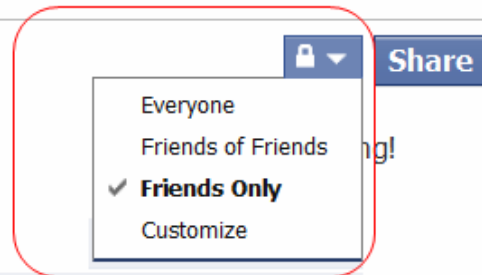 Share
Everyone
Friends of Friends
Friends Only
Customize